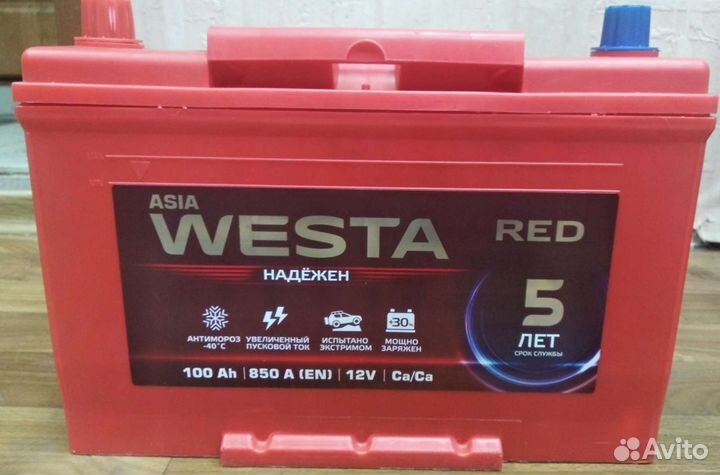 ASIA
WESTA
RED
НАДЁЖЕН
5
ЛЕТ
СРОК СЛУЖБЫ
АНТИМОРОЗ
-40°C
УВЕЛИЧЕННЫЙ
ПУСКОВОЙ ТОК
ИСПЫТАНО
ЭКСТРИМОМ
+30%
МОЩНО
ЗАРЯЖЕН
100 Ah | 850 A (EN) | 12V | Ca/Ca
Avito